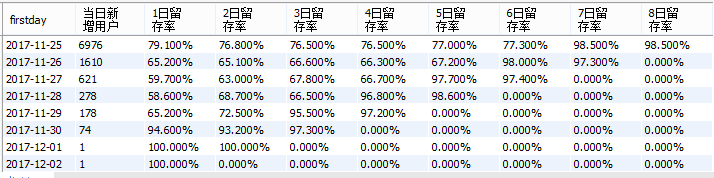 firstday 当日新增用户 1日留存率 2日留存率 3日留存率 4日留存率 5日留存率 6日留存率 7日留存率 8日留存率
2017-11-25 6976 79.100% 76.800% 76.500% 76.500% 77.000% 77.300% 98.500% 98.500%
2017-11-26 1610 65.200% 65.100% 66.600% 66.300% 67.200% 98.000% 97.300% 0.000%
2017-11-27 621 59.700% 63.000% 67.800% 66.700% 97.700% 97.400% 0.000% 0.000%
2017-11-28 278 58.600% 68.700% 66.500% 96.800% 98.600% 0.000% 0.000% 0.000%
2017-11-29 178 65.200% 72.500% 95.500% 97.200% 0.000% 0.000% 0.000% 0.000%
2017-11-30 74 94.600% 93.200% 97.300% 0.000% 0.000% 0.000% 0.000% 0.000%
2017-12-01 1 100.000% 100.000% 0.000% 0.000% 0.000% 0.000% 0.000% 0.000%
2017-12-02 1 100.000% 0.000% 0.000% 0.000% 0.000% 0.000% 0.000% 0.000%